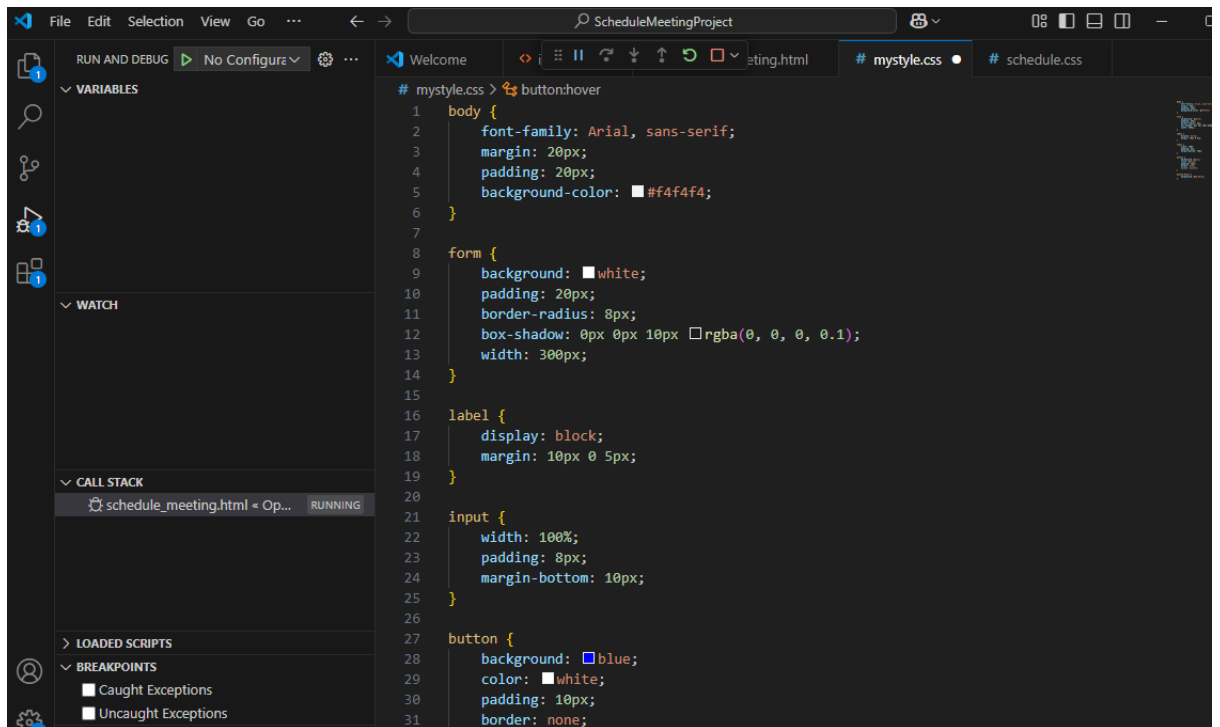 File Edit Selection View Go ··· ScheduleMeetingProject
RUN AND DEBUG No Configura ···
Welcome eting.html # mystyle.css # schedule.css
VARIABLES
# mystyle.css > button:hover
1 body {
2 font-family: Arial, sans-serif;
3 margin: 20px;
4 padding: 20px;
5 background-color: #f4f4f4;
6 }
7
8 form {
9 background: white;
10 padding: 20px;
11 border-radius: 8px;
12 box-shadow: 0px 0px 10px rgba(0, 0, 0, 0.1);
13 width: 300px;
14 }
15
16 label {
17 display: block;
18 margin: 10px 0 5px;
19 }
20
21 input {
22 width: 100%;
23 padding: 8px;
24 margin-bottom: 10px;
25 }
26
27 button {
28 background: blue;
29 color: white;
30 padding: 10px;
31 border: none;
WATCH
CALL STACK
schedule_meeting.html « Op... RUNNING
LOADED SCRIPTS
BREAKPOINTS
Caught Exceptions
Uncaught Exceptions
1
1
1